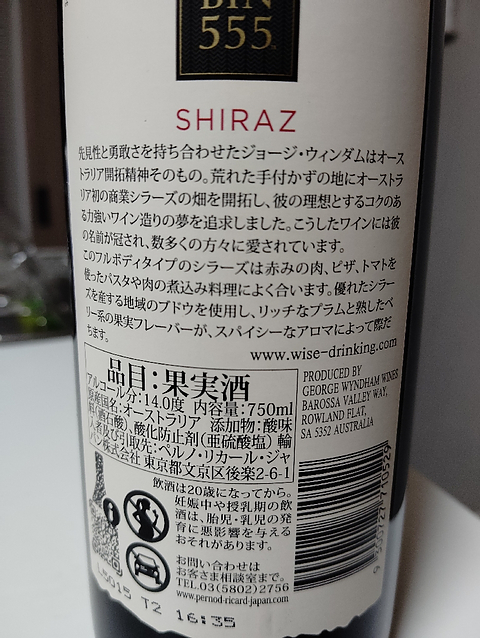 BIN
555
SHIRAZ
先見性と勇敢さを持ち合わせたジョージ・ウィンダムはオース
トラリア開拓精神そのもの。荒れた手付かずの地にオーストラ
リア初の商業シラーズの畑を開拓し、彼の理想とするコクのあ
る力強いワイン造りの夢を追求しました。こうしたワインには彼
の名前が冠され、数多くの方々に愛されています。
このフルボディタイプのシラーズは赤みの肉、ピザ、トマトを
使ったパスタや肉の煮込み料理によく合います。優れたシラー
ズを産する地域のブドウを使用し、リッチなプラムと熟したベ
リー系の果実フレーバーが、スパイシーなアロマによって際だ
ちます。
www.wise-drinking.com
品目:果実酒
アルコール分:14.0度 内容量:750ml
原産国名:オーストラリア 添加物:酸味
料(酒石酸)、酸化防止剤(亜硫酸塩) 輸
入者及び引取先:ペルノ・リカール・ジャ
パン株式会社 東京都文京区後楽2-6-1
PRODUCED BY
GEORGE WYNDHAM WINES
BAROSSA VALLEY WAY,
ROWLAND FLAT,
SA 5352 AUSTRALIA
飲酒は20歳になってから。
妊娠中や授乳期の飲
酒は、胎児・乳児の発
育に悪影響を与える
おそれがあります。
お問い合わせは
お客さま相談室まで。
TEL.03(5802)2756
www.pernod-ricard-japan.com
L5015 T2 16:35